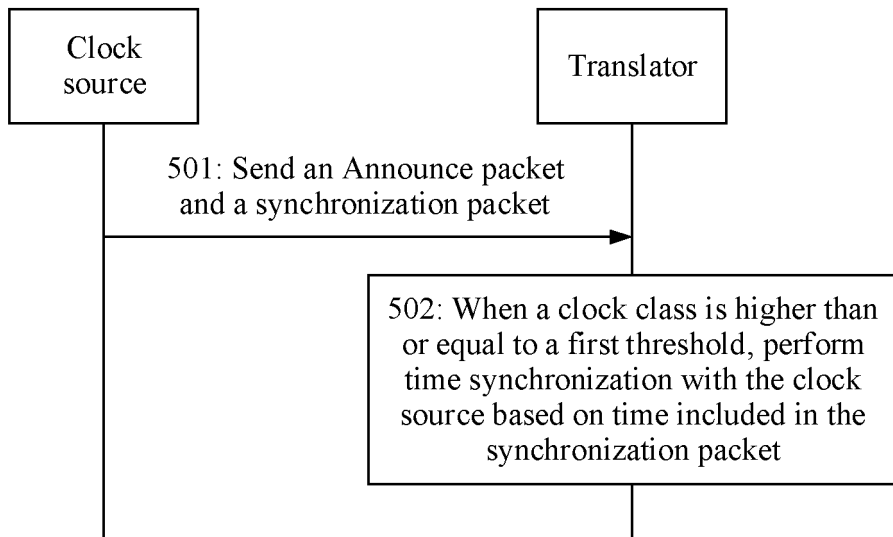 Clock
source
Translator
501: Send an Announce packet
and a synchronization packet
502: When a clock class is higher than
or equal to a first threshold, perform
time synchronization with the clock
source based on time included in the
synchronization packet